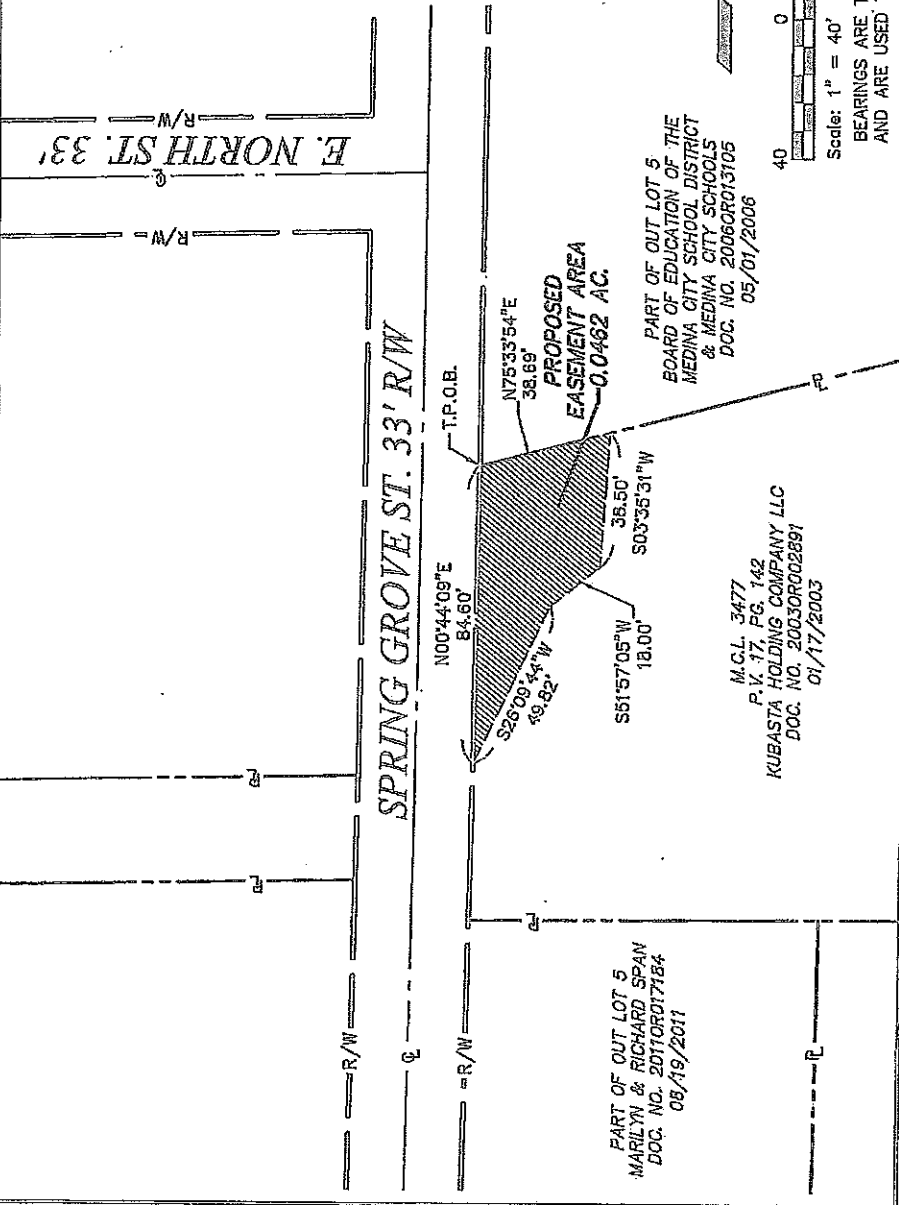 R/W
R/W
E. NORTH ST. 33'
℄
SPRING GROVE ST. 33' R/W
R/W
℄
R/W
PL
PL
T.P.O.B.
N00°44'09"E
84.60'
N75°33'54"E
38.69'
PROPOSED
EASEMENT AREA
0.0462 AC.
S26°09'44"W
49.82'
S51°57'05"W
18.00'
38.50'
S03°35'31"W
PART OF OUT LOT 5
BOARD OF EDUCATION OF THE
MEDINA CITY SCHOOL DISTRICT
& MEDINA CITY SCHOOLS
DOC. NO. 2006OR013105
05/01/2006
PL
M.C.L. 3477
P.V. 17, PG. 142
KUBASTA HOLDING COMPANY LLC
DOC. NO. 2003OR002891
01/17/2003
PART OF OUT LOT 5
MARILYN & RICHARD SPAN
DOC. NO. 2011OR017184
08/19/2011
PL
PL
40 0
Scale: 1" = 40'
BEARINGS ARE
AND ARE USED